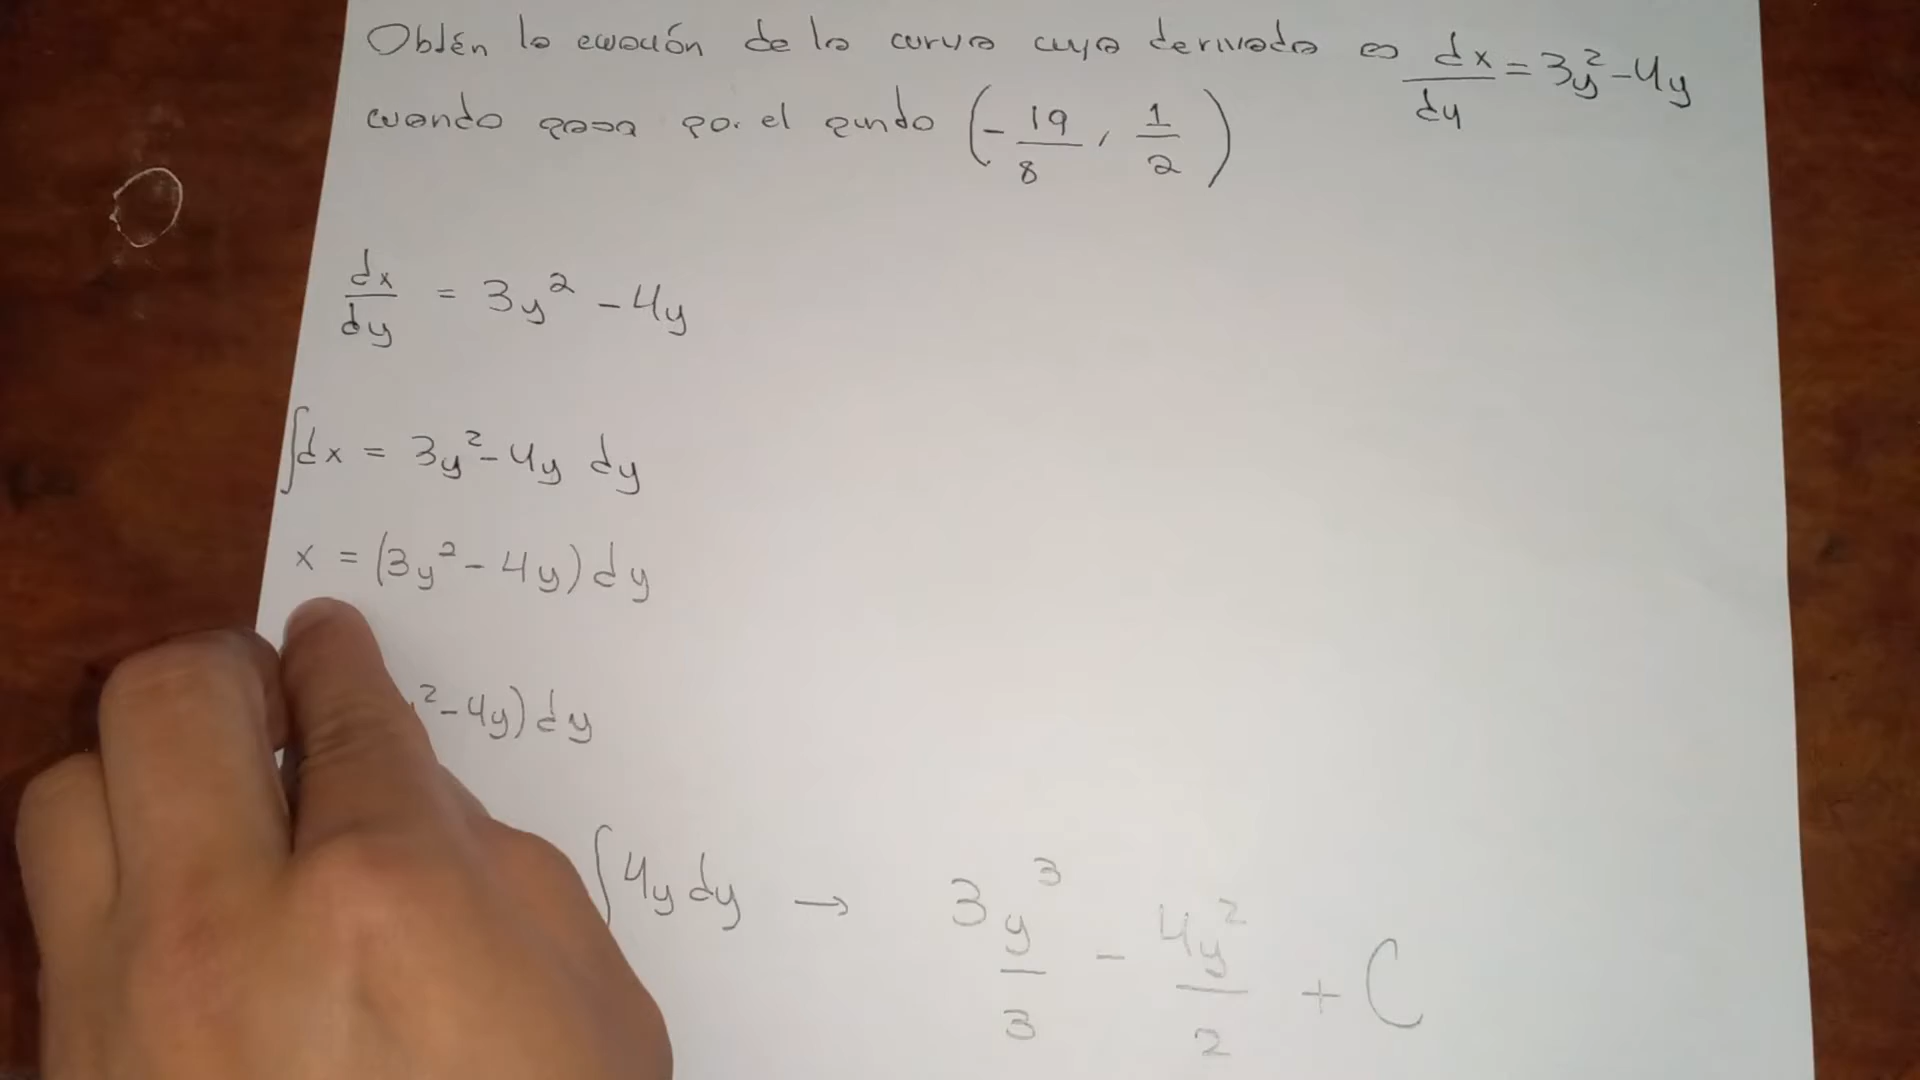 Obtén la ecuación de la curva cuya derivada es dx/dy = 3y² - 4y
cuando pasa por el punto (- 19/8 , 1/2)
dx/dy = 3y² - 4y
∫dx = 3y² - 4y dy
x = (3y² - 4y) dy
² - 4y) dy
∫4y dy → 3y³/3 - 4y²/2 + C